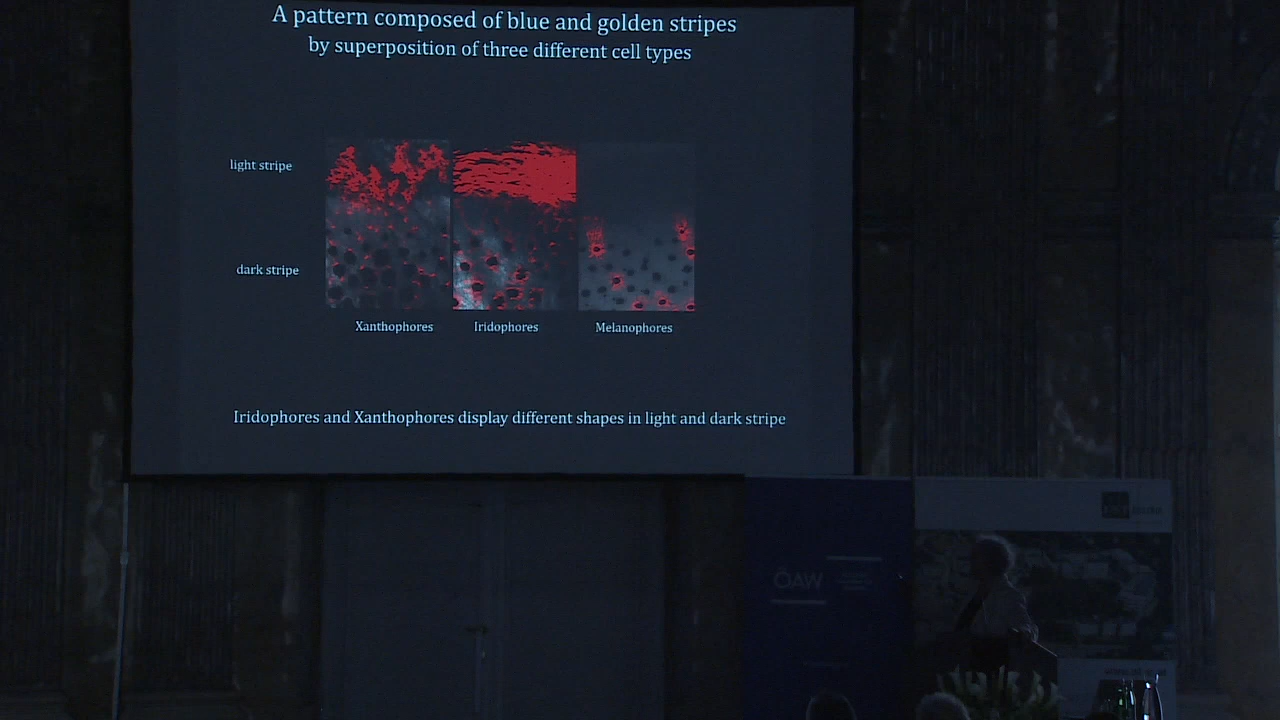 A pattern composed of blue and golden stripes
by superposition of three different cell types
light stripe
dark stripe
Xanthophores
Iridophores
Melanophores
Iridophores and Xanthophores display different shapes in light and dark stripe
ÖAW